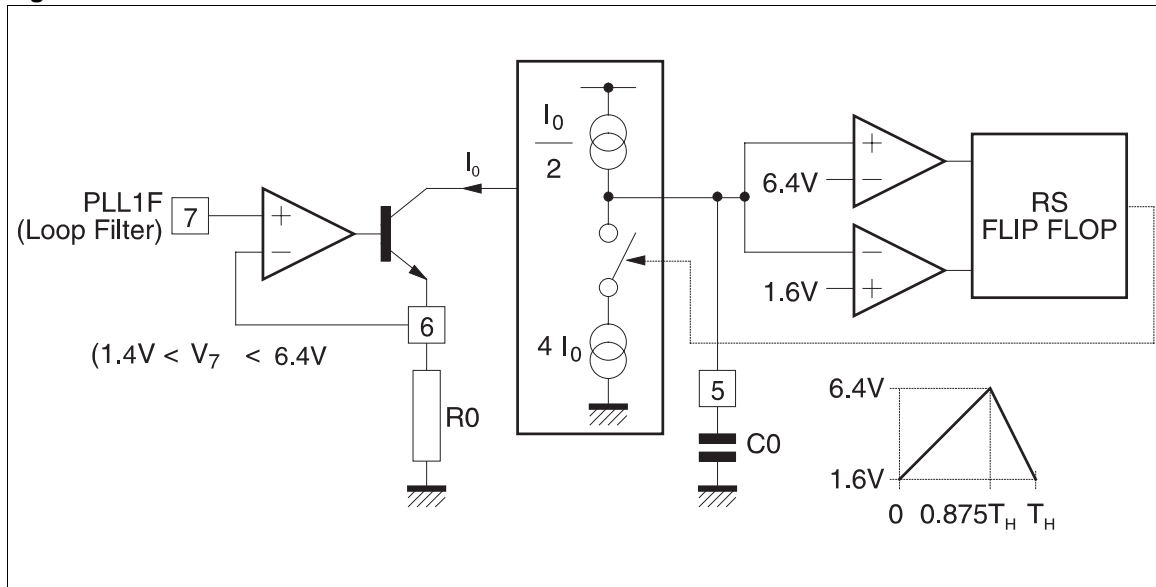 I0
2
I0
PLL1F
(Loop Filter)
7
+
−
6
(1.4V < V7 < 6.4V
R0
4 I0
5
C0
+
6.4V
−
−
1.6V
+
RS
FLIP FLOP
6.4V
1.6V
0 0.875TH TH